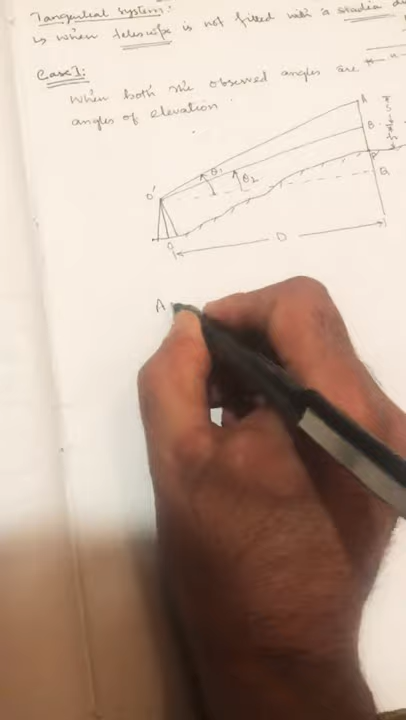 Tangential system:
is when telescope is not fitted with a stadia
Case I:
When both the observed angles are
angles of elevation.
A
B
θ1
θ2
O'
O
D
A